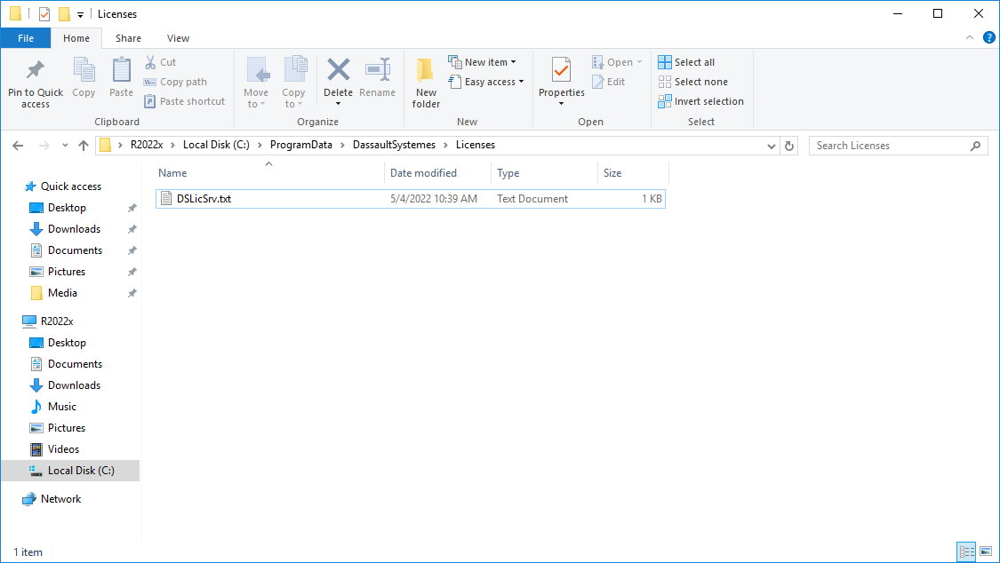 Licenses
File Home Share View
Pin to Quick access
Copy
Paste
Cut
Copy path
Paste shortcut
Clipboard
Move to
Copy to
Delete
Rename
Organize
New folder
New item
Easy access
New
Properties
Open
Edit
Open
Select all
Select none
Invert selection
Select
R2022x > Local Disk (C:) > ProgramData > DassaultSystemes > Licenses
Search Licenses
Name Date modified Type Size
DSLicSrv.txt 5/4/2022 10:39 AM Text Document 1 KB
Quick access
Desktop
Downloads
Documents
Pictures
Media
R2022x
Desktop
Documents
Downloads
Music
Pictures
Videos
Local Disk (C:)
Network
1 item